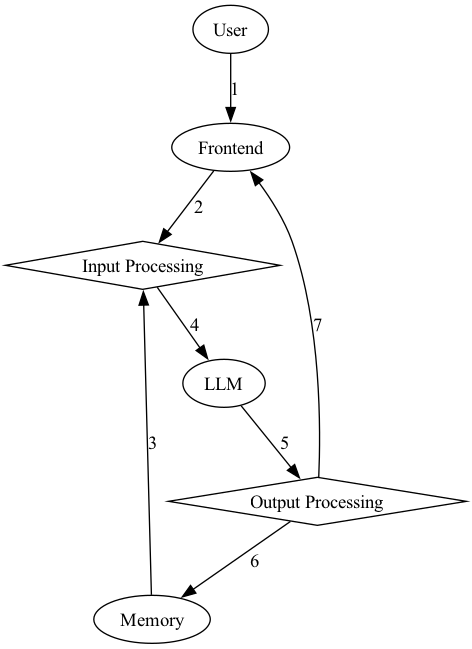 User
1
Frontend
2
Input Processing
4
7
LLM
3
5
Output Processing
6
Memory